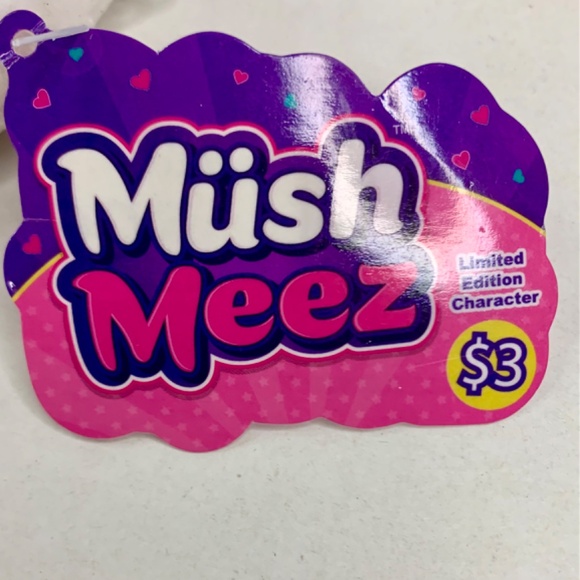 Müsh
TM
Meez
Limited
Edition
Character
$3